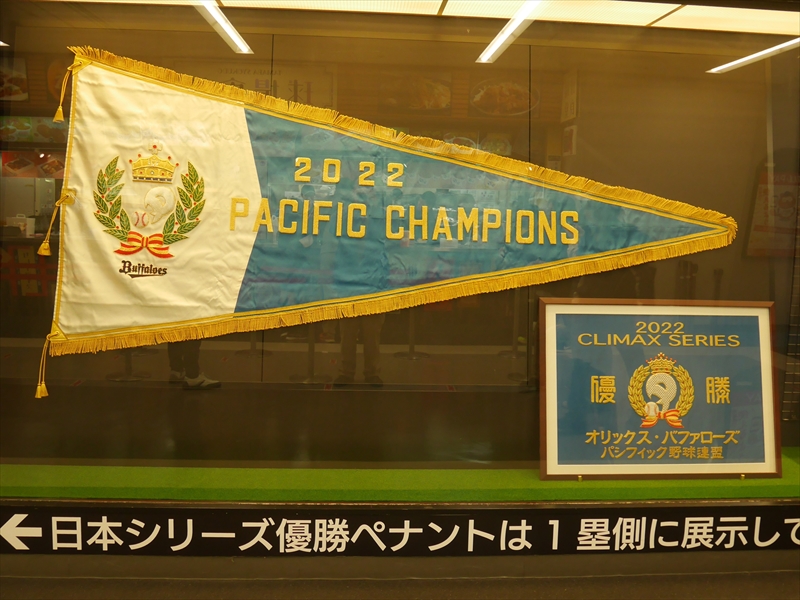 2022
PACIFIC CHAMPIONS
Buffaloes
2022
CLIMAX SERIES
優 勝
オリックス・バファローズ
パシフィック野球連盟
←日本シリーズ優勝ペナントは1塁側に展示して